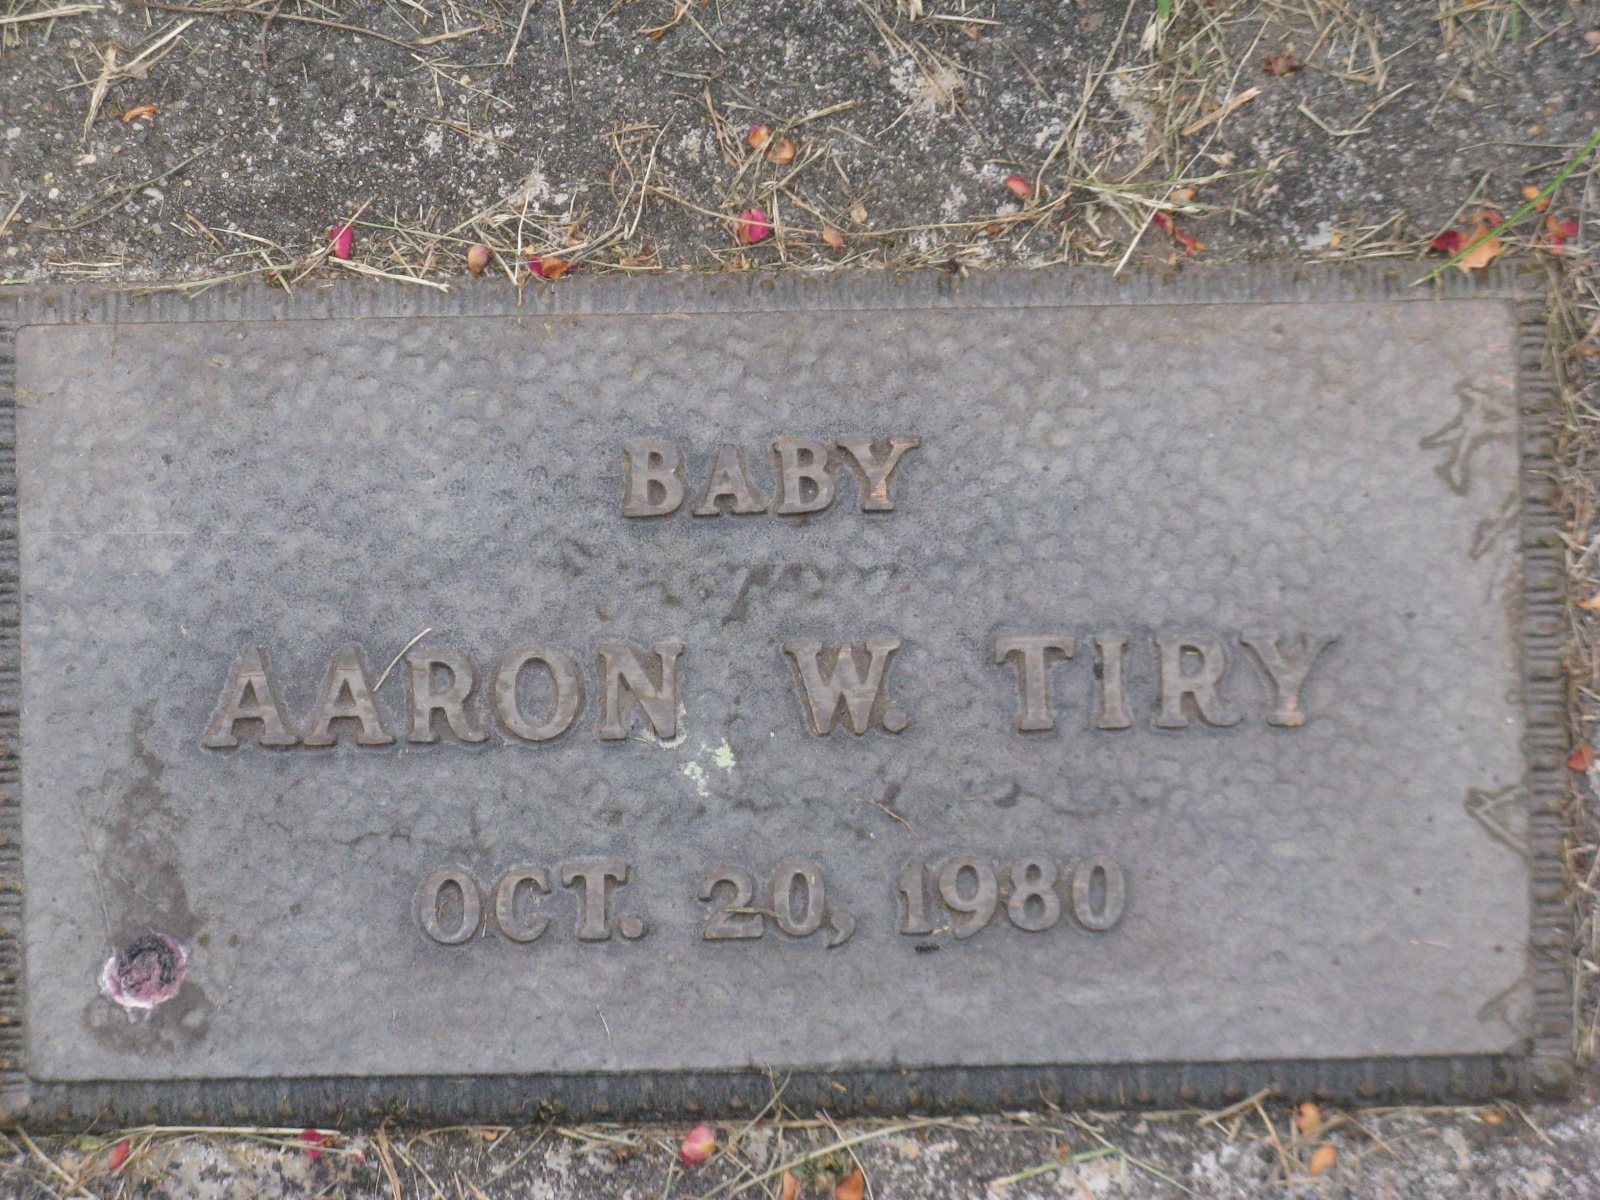 BABY
AARON W. TIRY
OCT. 20, 1980